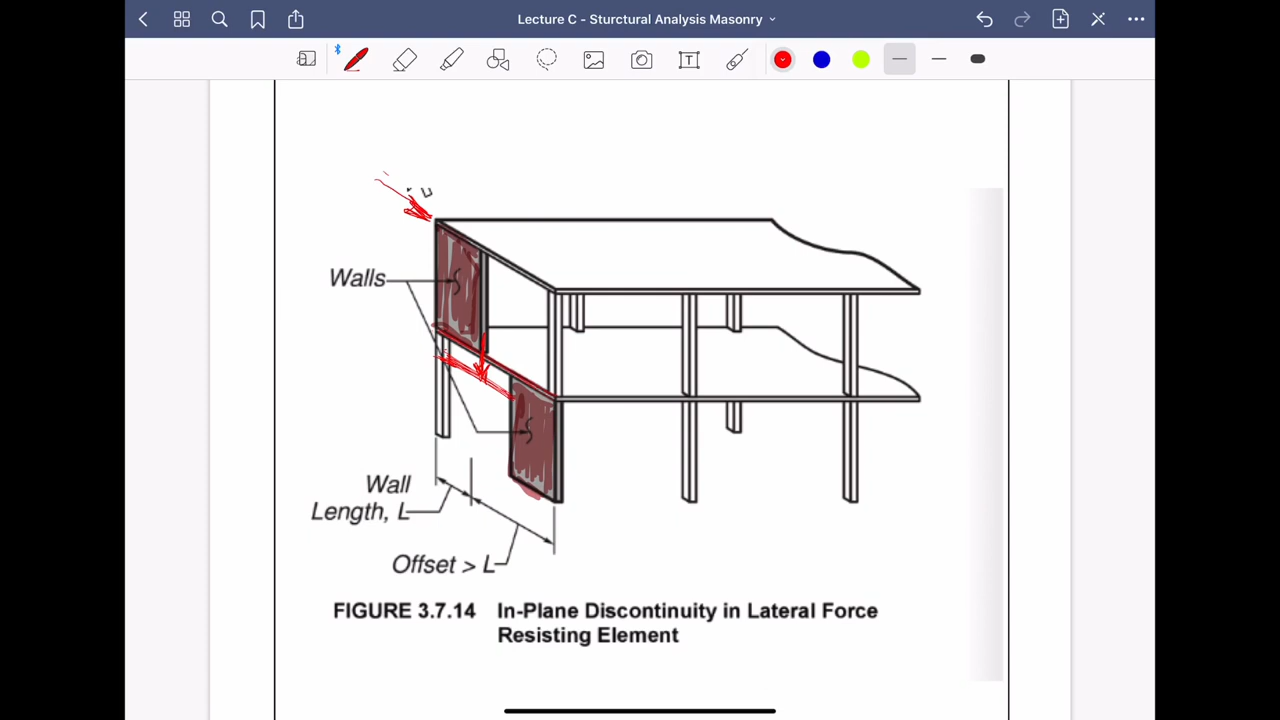 Lecture C - Sturctural Analysis Masonry
T
Walls
Wall
Length, L
Offset > L
FIGURE 3.7.14 In-Plane Discontinuity in Lateral Force
Resisting Element